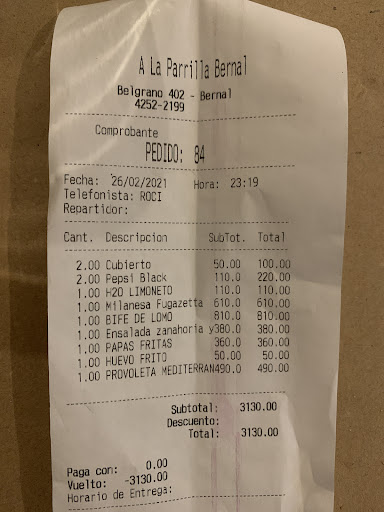 A La Parrilla Bernal
Belgrano 402 - Bernal
4252-2199
Comprobante
PEDIDO: 84
Fecha: 26/02/2021 Hora: 23:19
Telefonista: ROCI
Repartidor:
Cant. Descripcion SubTot. Total
2.00 Cubierto 50.00 100.00
2.00 Pepsi Black 110.0 220.00
1.00 H2O LIMONETO 110.0 110.00
1.00 Milanesa Fugazetta 610.0 610.00
1.00 BIFE DE LOMO 810.0 810.00
1.00 Ensalada zanahoria y380.0 380.00
1.00 PAPAS FRITAS 360.0 360.00
1.00 HUEVO FRITO 50.00 50.00
1.00 PROVOLETA MEDITERRAN490.0 490.00
Subtotal: 3130.00
Descuento:
Total: 3130.00
Paga con: 0.00
Vuelto: -3130.00
Horario de Entrega: